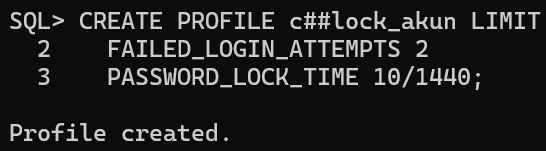 SQL> CREATE PROFILE c##lock_akun LIMIT
  2    FAILED_LOGIN_ATTEMPTS 2
  3    PASSWORD_LOCK_TIME 10/1440;
Profile created.